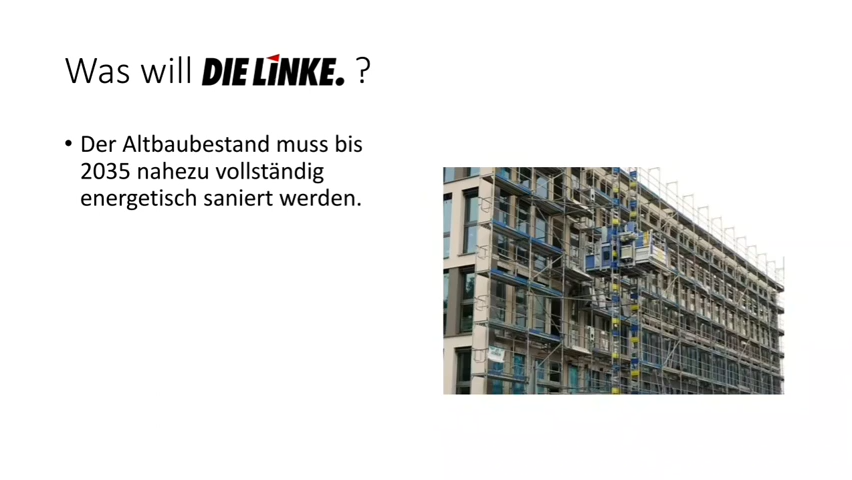 Was will DIE LINKE. ?
• Der Altbaubestand muss bis
2035 nahezu vollständig
energetisch saniert werden.